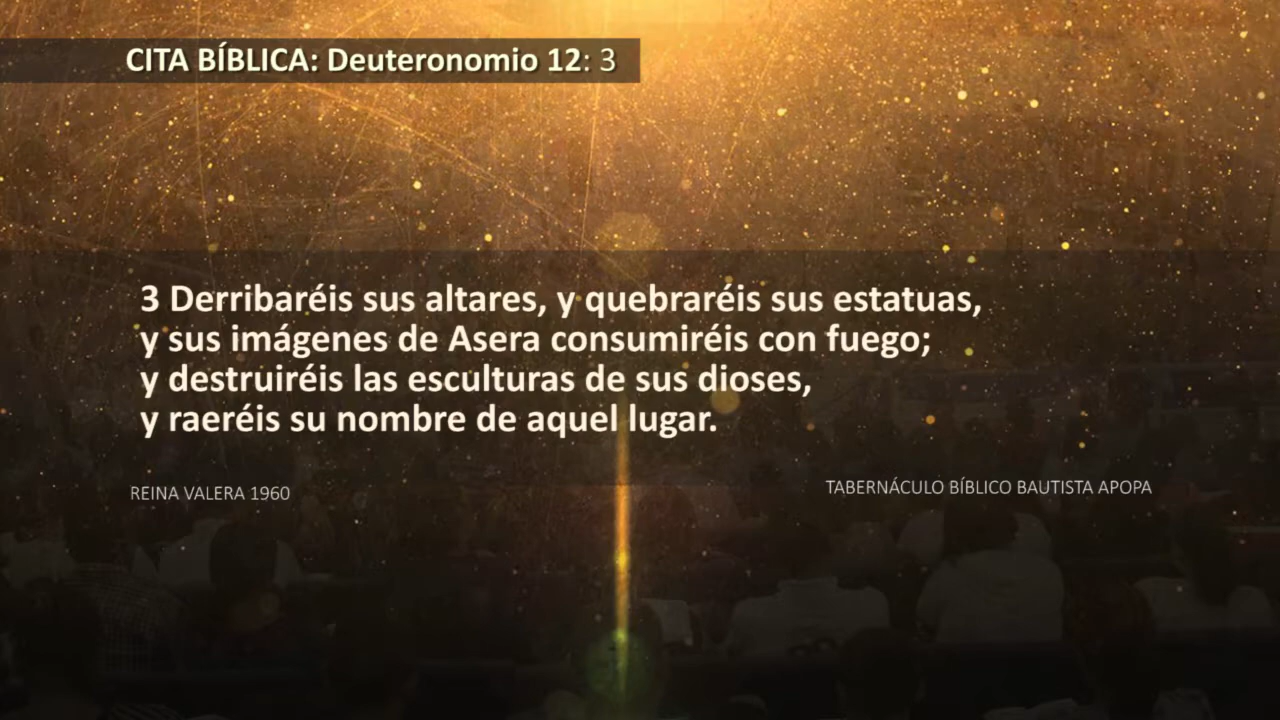 CITA BÍBLICA: Deuteronomio 12: 3
3 Derribaréis sus altares, y quebraréis sus estatuas,
y sus imágenes de Asera consumiréis con fuego;
y destruiréis las esculturas de sus dioses,
y raeréis su nombre de aquel lugar.
REINA VALERA 1960
TABERNÁCULO BÍBLICO BAUTISTA APOPA